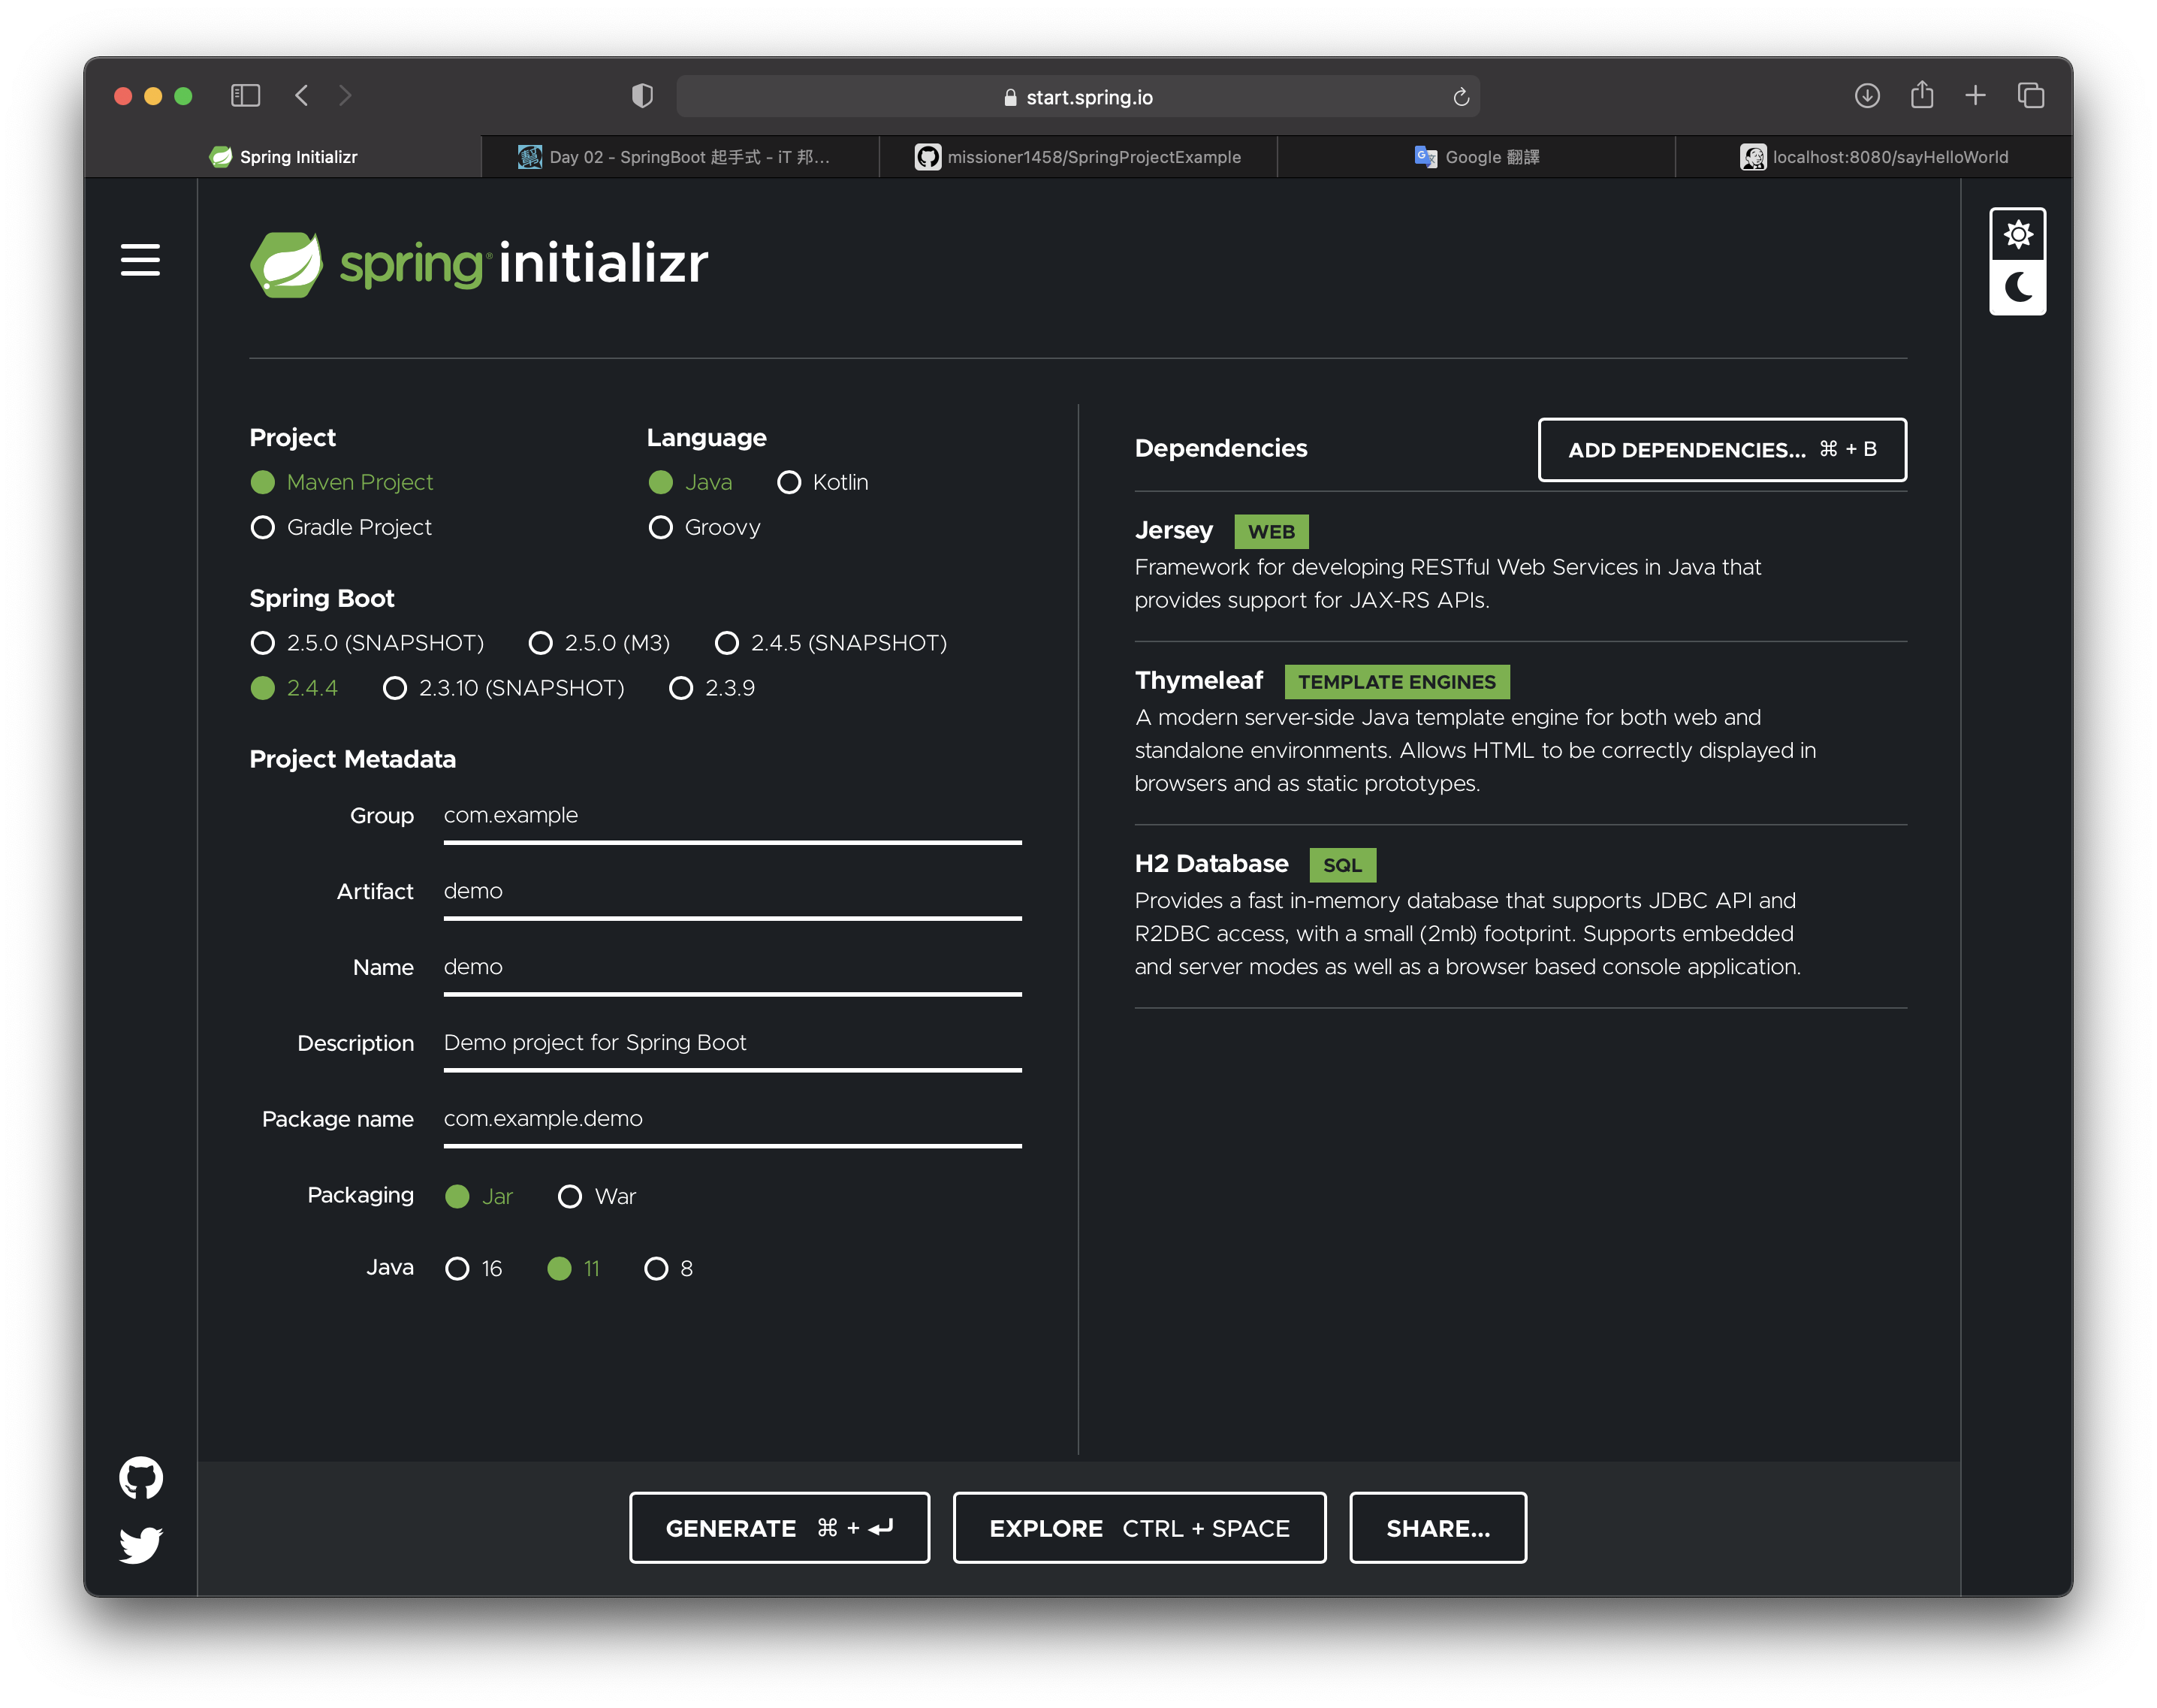 start.spring.io
Spring Initializr
Day 02 - SpringBoot 起手式 - iT 邦...
missioner1458/SpringProjectExample
Google 翻譯
localhost:8080/sayHelloWorld
spring® initializr
Project
Maven Project
Gradle Project
Language
Java Kotlin
Groovy
Spring Boot
2.5.0 (SNAPSHOT) 2.5.0 (M3) 2.4.5 (SNAPSHOT)
2.4.4 2.3.10 (SNAPSHOT) 2.3.9
Project Metadata
Group com.example
Artifact demo
Name demo
Description Demo project for Spring Boot
Package name com.example.demo
Packaging Jar War
Java 16 11 8
Dependencies
ADD DEPENDENCIES... ⌘ + B
Jersey WEB
Framework for developing RESTful Web Services in Java that
provides support for JAX-RS APIs.
Thymeleaf TEMPLATE ENGINES
A modern server-side Java template engine for both web and
standalone environments. Allows HTML to be correctly displayed in
browsers and as static prototypes.
H2 Database SQL
Provides a fast in-memory database that supports JDBC API and
R2DBC access, with a small (2mb) footprint. Supports embedded
and server modes as well as a browser based console application.
GENERATE ⌘ + ⏎
EXPLORE CTRL + SPACE
SHARE...